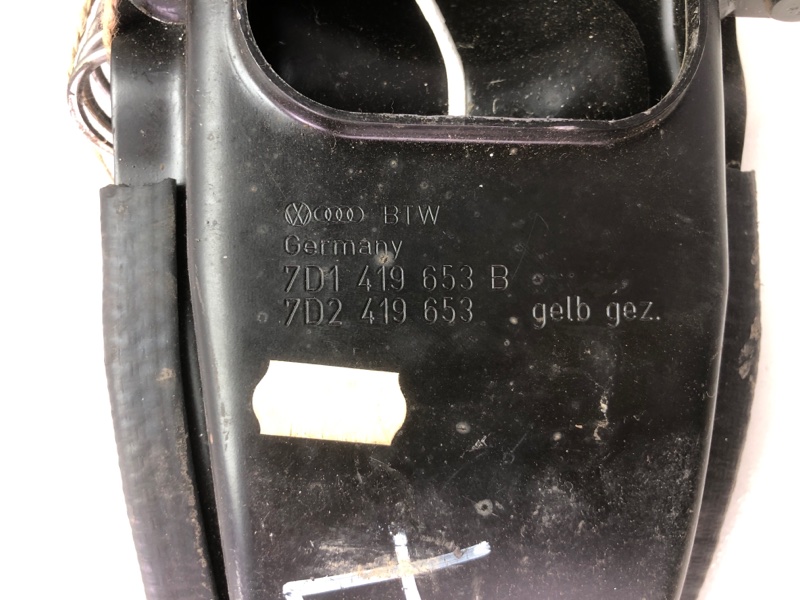 BTW
Germany
7D1 419 653 B
7D2 419 653 gelb gez.